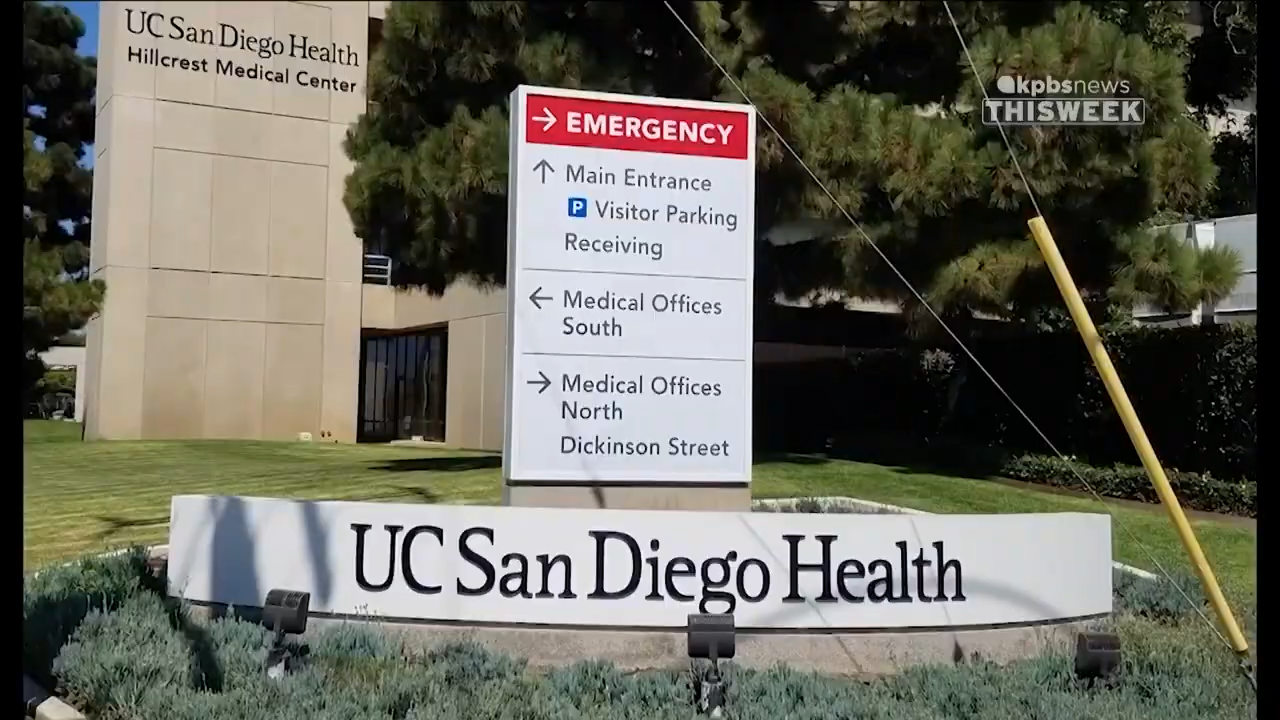 UC San Diego Health
Hillcrest Medical Center
kpbsnews
THISWEEK
→ EMERGENCY
↑ Main Entrance
P Visitor Parking
Receiving
← Medical Offices
South
→ Medical Offices
North
Dickinson Street
UC San Diego Health